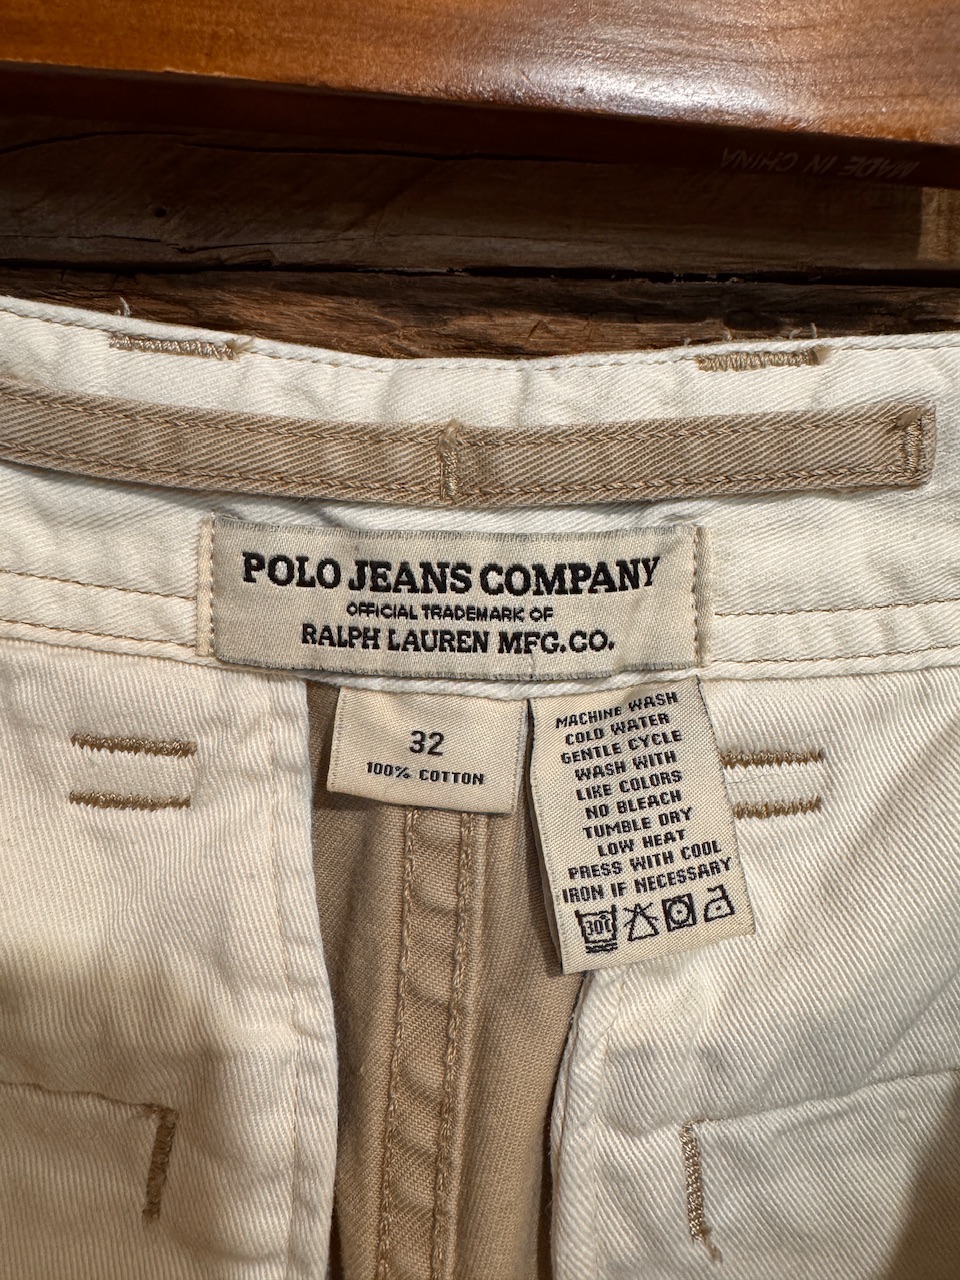 MADE IN CHINA
POLO JEANS COMPANY
OFFICIAL TRADEMARK OF
RALPH LAUREN MFG.CO.
32
100% COTTON
MACHINE WASH
COLD WATER
GENTLE CYCLE
WASH WITH
LIKE COLORS
NO BLEACH
TUMBLE DRY
LOW HEAT
PRESS WITH COOL
IRON IF NECESSARY
30°